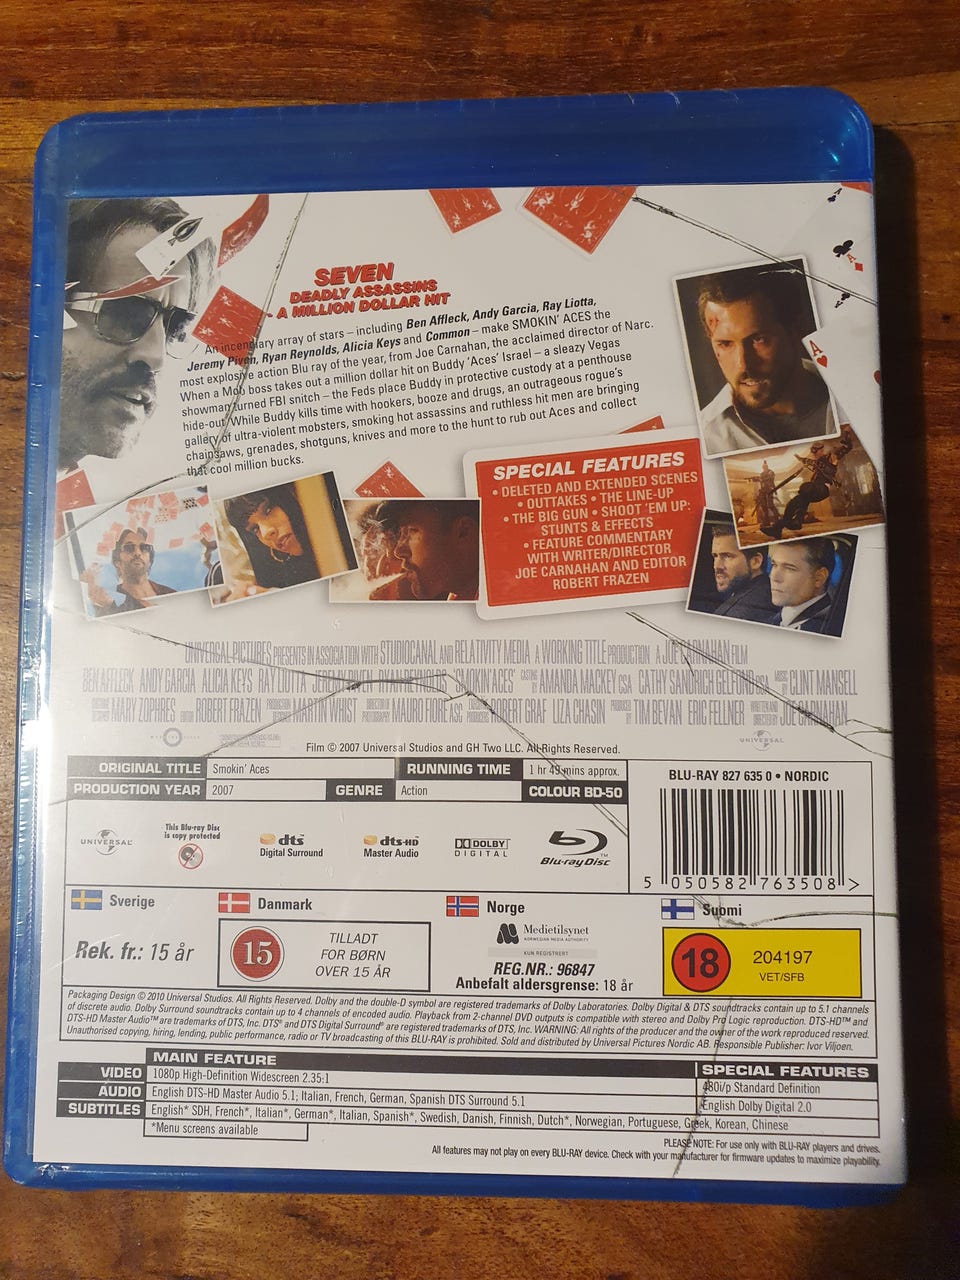 SEVEN
DEADLY ASSASSINS
A MILLION DOLLAR HIT
An incendiary array of stars – including Ben Affleck, Andy Garcia, Ray Liotta,
Jeremy Piven, Ryan Reynolds, Alicia Keys and Common – make SMOKIN' ACES the
most explosive action Blu ray of the year, from Joe Carnahan, the acclaimed director of Narc.
When a Mob boss takes out a million dollar hit on Buddy 'Aces' Israel – a sleazy Vegas
showman turned FBI snitch – the Feds place Buddy in protective custody at a penthouse
hide-out. While Buddy kills time with hookers, booze and drugs, an outrageous rogue's
gallery of ultra-violent mobsters, smoking hot assassins and ruthless hit men are bringing
chainsaws, grenades, shotguns, knives and more to the hunt to rub out Aces and collect
that cool million bucks.
A
A
A
SPECIAL FEATURES
• DELETED AND EXTENDED SCENES
• OUTTAKES • THE LINE-UP
• THE BIG GUN • SHOOT 'EM UP:
STUNTS & EFFECTS
• FEATURE COMMENTARY
WITH WRITER/DIRECTOR
JOE CARNAHAN AND EDITOR
ROBERT FRAZEN
UNIVERSAL PICTURES PRESENTS IN ASSOCIATION WITH STUDIOCANAL AND RELATIVITY MEDIA A WORKING TITLE PRODUCTION A JOE CARNAHAN FILM
BEN AFFLECK ANDY GARCIA ALICIA KEYS RAY LIOTTA "SMOKIN' ACES" CASTING BY AMANDA MACKEY CSA CATHY SANDRICH GELFOND CSA MUSIC BY CLINT MANSELL
MARY ZOPHRES EDITOR ROBERT FRAZEN PRODUCTION MARTIN WHIST DIRECTOR OF PHOTOGRAPHY MAURO FIORE ASC ROBERT GRAF LIZA CHASIN PRODUCED BY TIM BEVAN ERIC FELLNER WRITTEN AND DIRECTED BY JOE CARNAHAN
UNIVERSAL
Film © 2007 Universal Studios and GH Two LLC. All Rights Reserved.
ORIGINAL TITLE Smokin' Aces RUNNING TIME 1 hr 49 mins approx.
PRODUCTION YEAR 2007 GENRE Action COLOUR BD-50
BLU-RAY 827 635 0 • NORDIC
5 050582 763508 >
UNIVERSAL
This Blu-ray Disc
is copy protected
dts
Digital Surround
dts-HD
Master Audio
DOLBY
DIGITAL
Blu-ray Disc™
Sverige
Rek. fr.: 15 år
Danmark
15
TILLADT
FOR BØRN
OVER 15 ÅR
Norge
Medietilsynet
NORWEGIAN MEDIA AUTHORITY
KUN REGISTRERT
REG.NR.: 96847
Anbefalt aldersgrense: 18 år
Suomi
18
204197
VET/SFB
Packaging Design © 2010 Universal Studios. All Rights Reserved. Dolby and the double-D symbol are registered trademarks of Dolby Laboratories. Dolby Digital & DTS soundtracks contain up to 5.1 channels
of discrete audio. Dolby Surround soundtracks contain up to 4 channels of encoded audio. Playback from 2-channel DVD outputs is compatible with stereo and Dolby Pro Logic reproduction. DTS-HD™ and
DTS-HD Master Audio™ are trademarks of DTS, Inc. DTS® and DTS Digital Surround® are registered trademarks of DTS, Inc. WARNING: All rights of the producer and the owner of the work reproduced reserved.
Unauthorised copying, hiring, lending, public performance, radio or TV broadcasting of this BLU-RAY is prohibited. Sold and distributed by Universal Pictures Nordic AB. Responsible Publisher: Ivor Viljoen.
MAIN FEATURE SPECIAL FEATURES
VIDEO 1080p High-Definition Widescreen 2.35:1 480i/p Standard Definition
AUDIO English DTS-HD Master Audio 5.1; Italian, French, German, Spanish DTS Surround 5.1 English Dolby Digital 2.0
SUBTITLES English* SDH, French*, Italian*, German*, Italian, Spanish*, Swedish, Danish, Finnish, Dutch*, Norwegian, Portuguese, Greek, Korean, Chinese
*Menu screens available
PLEASE NOTE: For use only with BLU-RAY players and drives.
All features may not play on every BLU-RAY device. Check with your manufacturer for firmware updates to maximize playability.